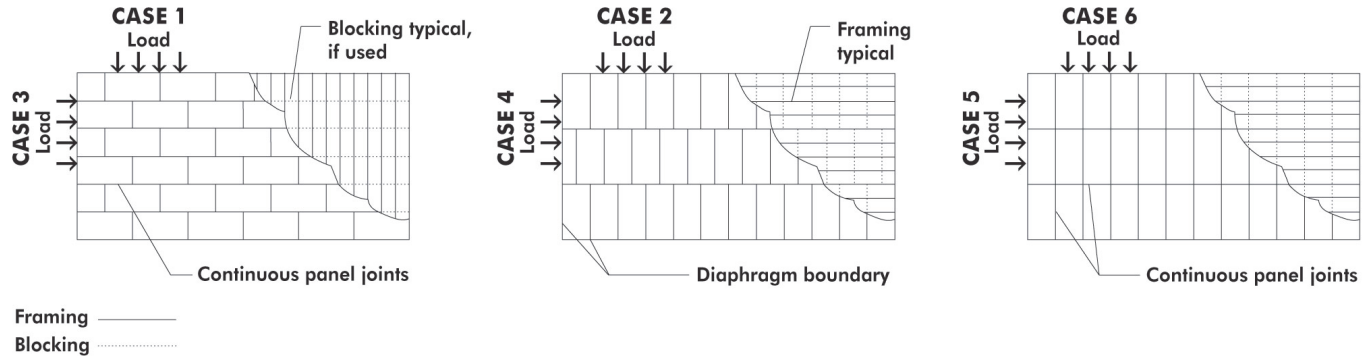 CASE 1
Load
Blocking typical,
if used
CASE 3
Load
Continuous panel joints
CASE 2
Load
Framing
typical
CASE 4
Load
Diaphragm boundary
CASE 6
Load
CASE 5
Load
Continuous panel joints
Framing
Blocking